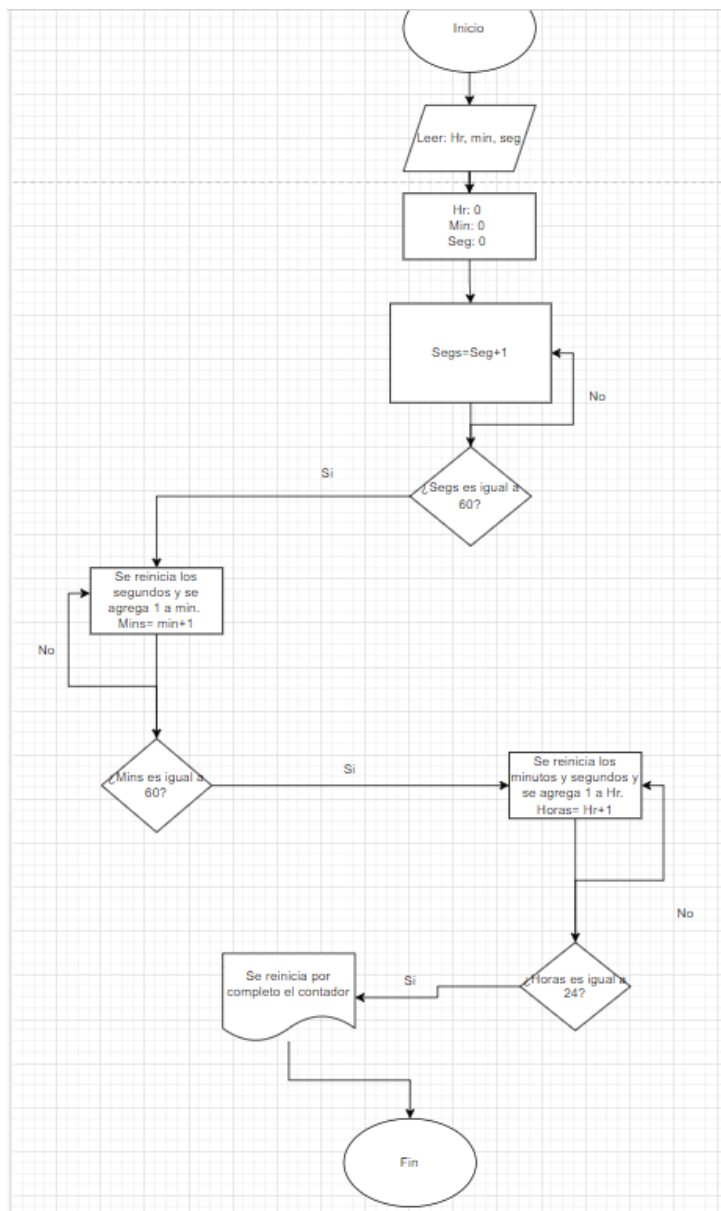 Inicio
Leer: Hr, min, seg
Hr: 0
Min: 0
Seg: 0
Segs=Seg+1
No
¿Segs es igual a
60?
Si
Se reinicia los
segundos y se
agrega 1 a min.
Mins= min+1
No
¿Mins es igual a
60?
Si
Se reinicia los
minutos y segundos y
se agrega 1 a Hr.
Horas= Hr+1
No
¿Horas es igual a
24?
Si
Se reinicia por
completo el contador
Fin